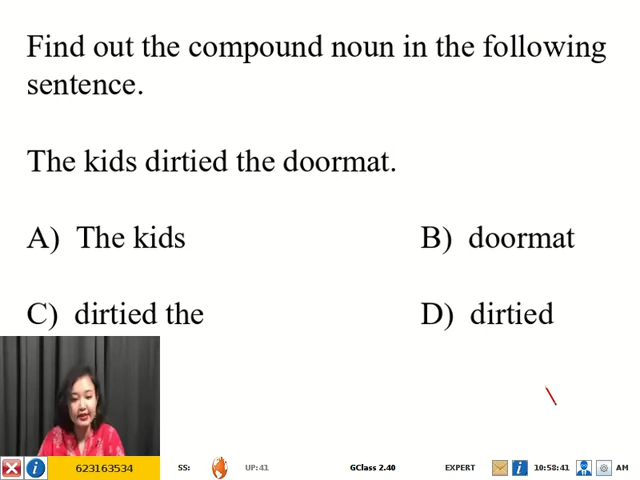 Find out the compound noun in the following
sentence.
The kids dirtied the doormat.
A) The kids
B) doormat
C) dirtied the
D) dirtied
623163534
SS:
UP:41
GClass 2.40
EXPERT
10:58:41
AM